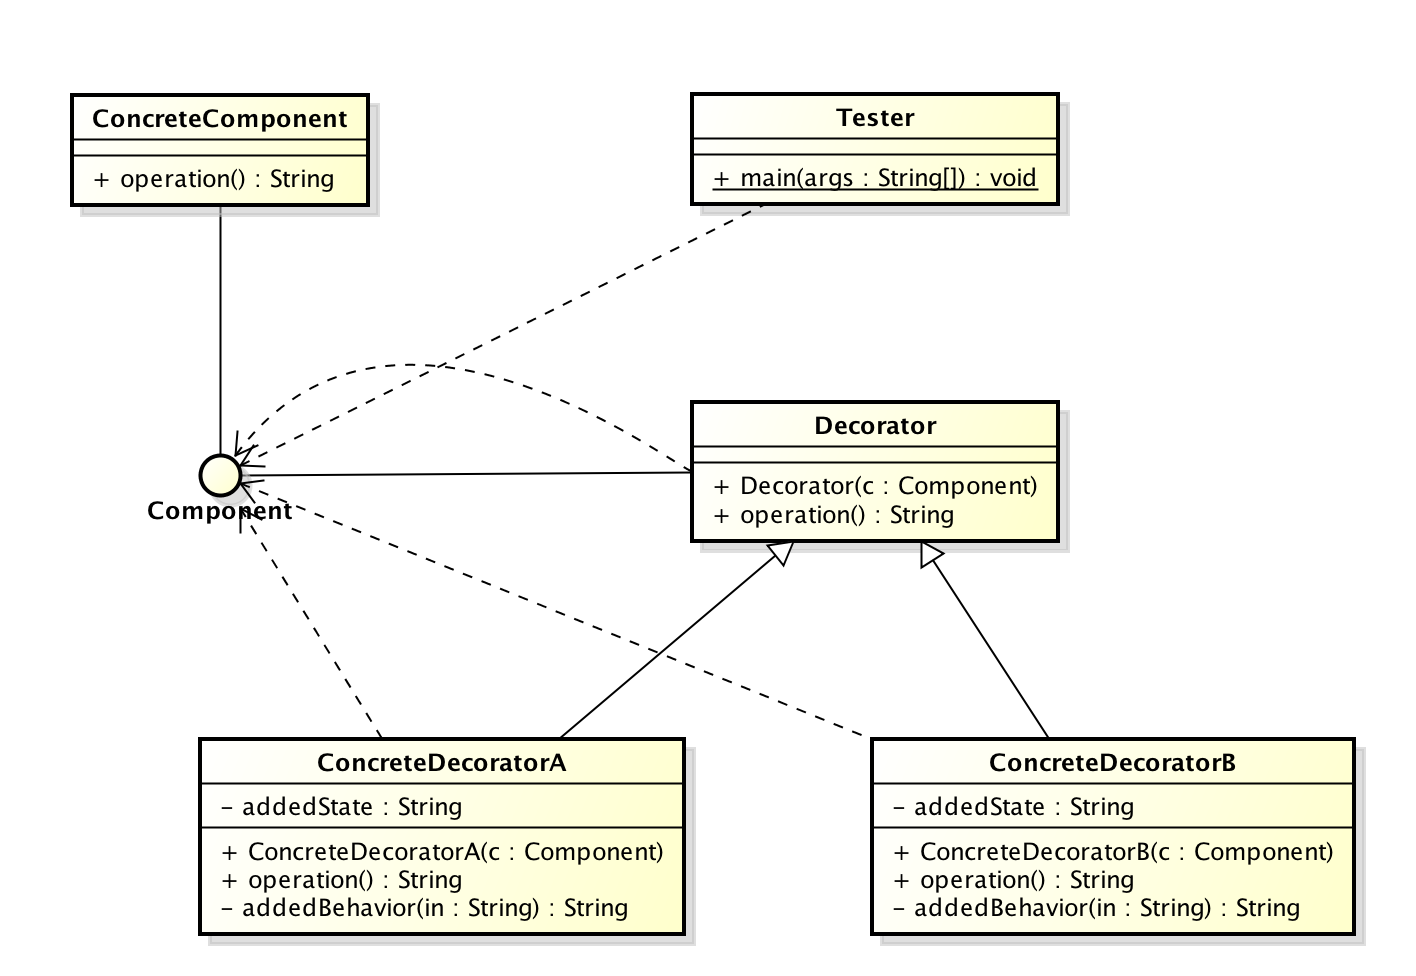 ConcreteComponent
+ operation() : String
Tester
+ main(args : String[]) : void
Component
Decorator
+ Decorator(c : Component)
+ operation() : String
ConcreteDecoratorA
– addedState : String
+ ConcreteDecoratorA(c : Component)
+ operation() : String
– addedBehavior(in : String) : String
ConcreteDecoratorB
– addedState : String
+ ConcreteDecoratorB(c : Component)
+ operation() : String
– addedBehavior(in : String) : String